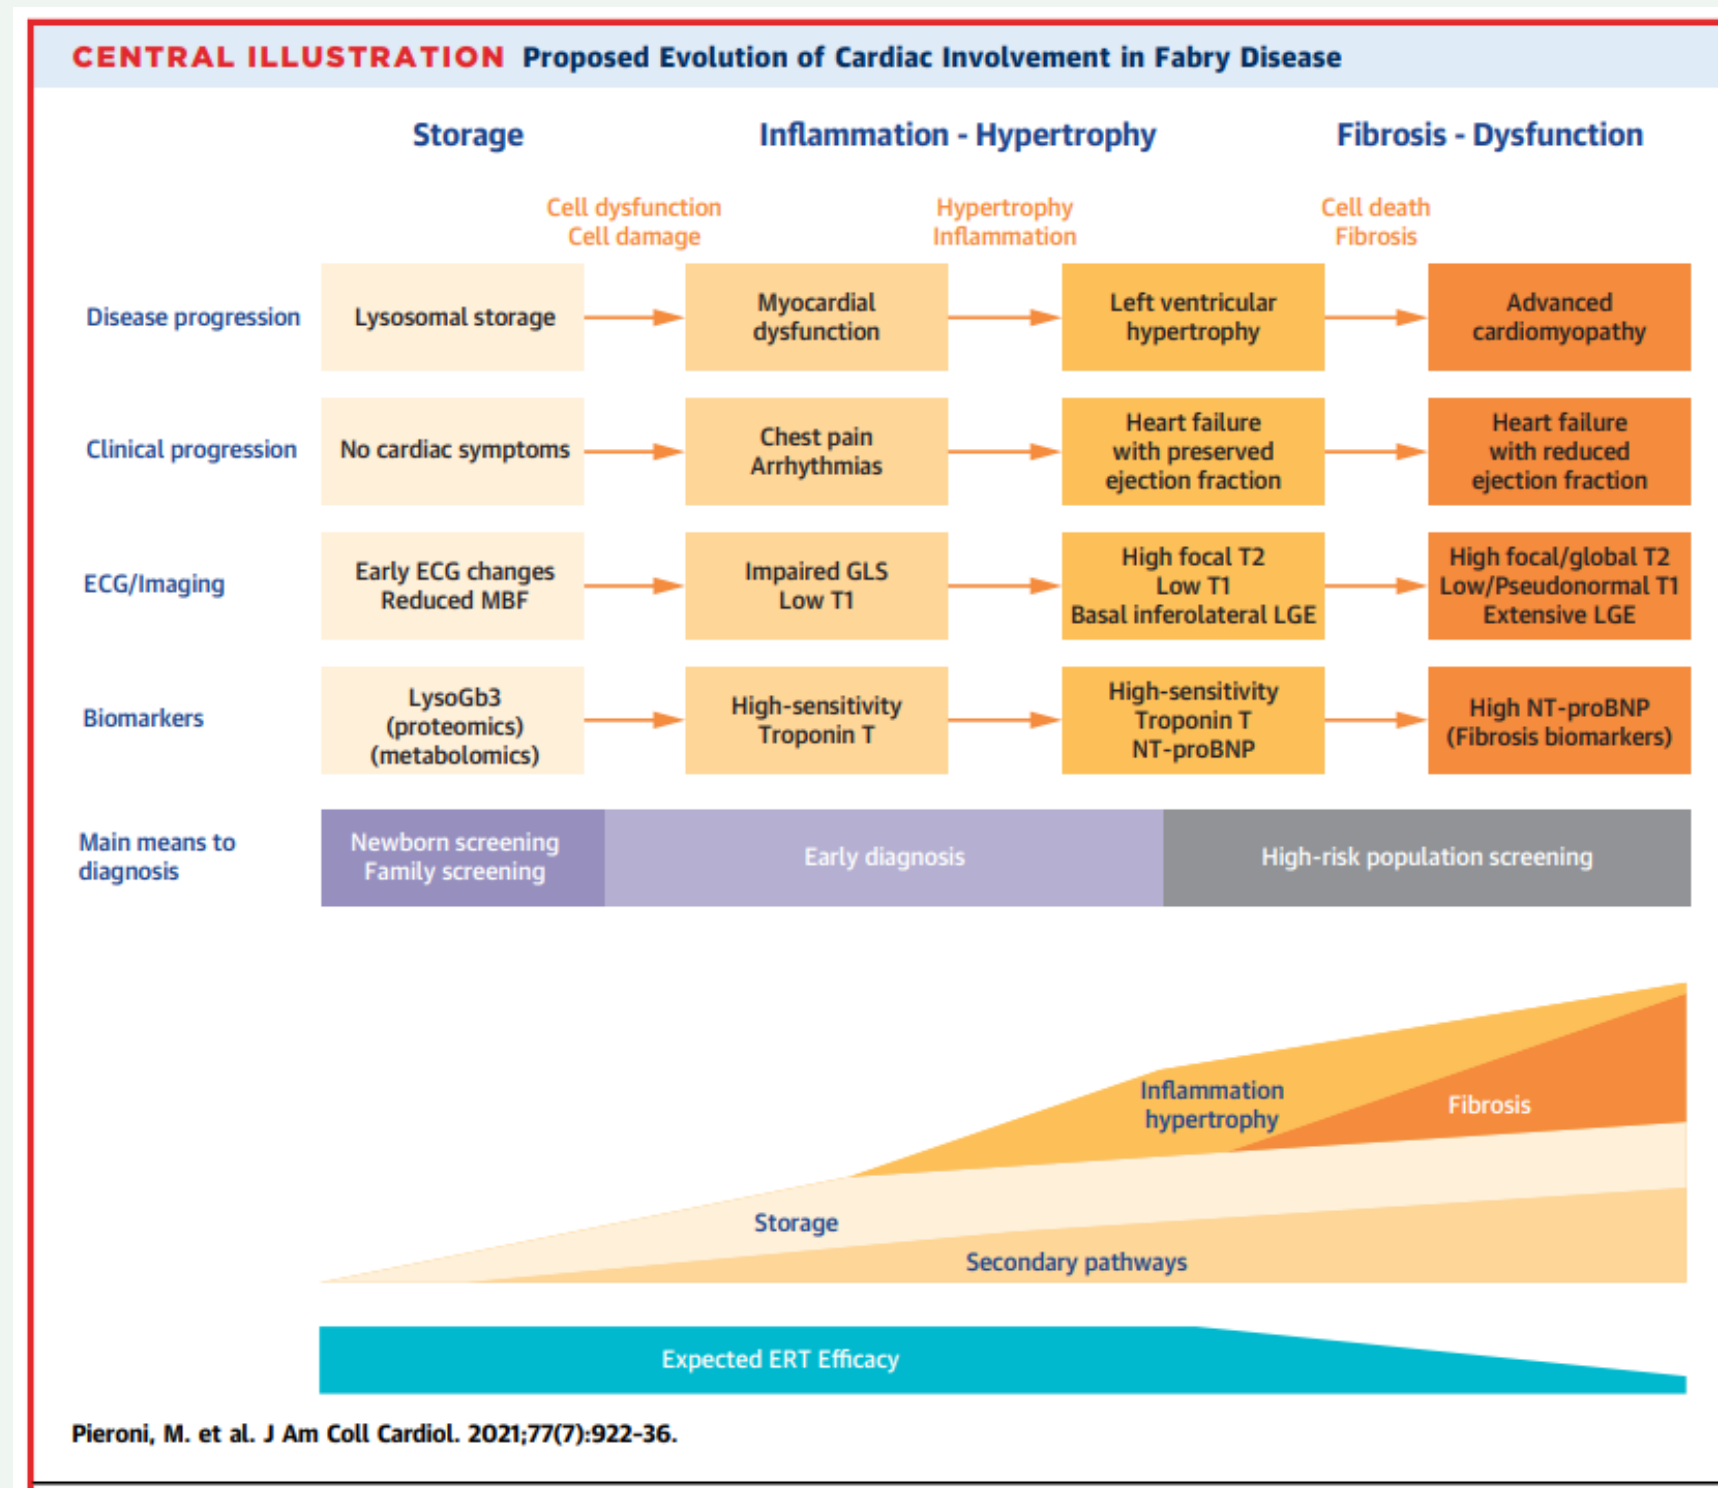 CENTRAL ILLUSTRATION Proposed Evolution of Cardiac Involvement in Fabry Disease
Storage
Inflammation - Hypertrophy
Fibrosis - Dysfunction
Cell dysfunction
Cell damage
Hypertrophy
Inflammation
Cell death
Fibrosis
Disease progression
Lysosomal storage
Myocardial
dysfunction
Left ventricular
hypertrophy
Advanced
cardiomyopathy
Clinical progression
No cardiac symptoms
Chest pain
Arrhythmias
Heart failure
with preserved
ejection fraction
Heart failure
with reduced
ejection fraction
ECG/Imaging
Early ECG changes
Reduced MBF
Impaired GLS
Low T1
High focal T2
Low T1
Basal inferolateral LGE
High focal/global T2
Low/Pseudonormal T1
Extensive LGE
Biomarkers
LysoGb3
(proteomics)
(metabolomics)
High-sensitivity
Troponin T
High-sensitivity
Troponin T
NT-proBNP
High NT-proBNP
(Fibrosis biomarkers)
Main means to
diagnosis
Newborn screening
Family screening
Early diagnosis
High-risk population screening
Inflammation
hypertrophy
Fibrosis
Storage
Secondary pathways
Expected ERT Efficacy
Pieroni, M. et al. J Am Coll Cardiol. 2021;77(7):922-36.